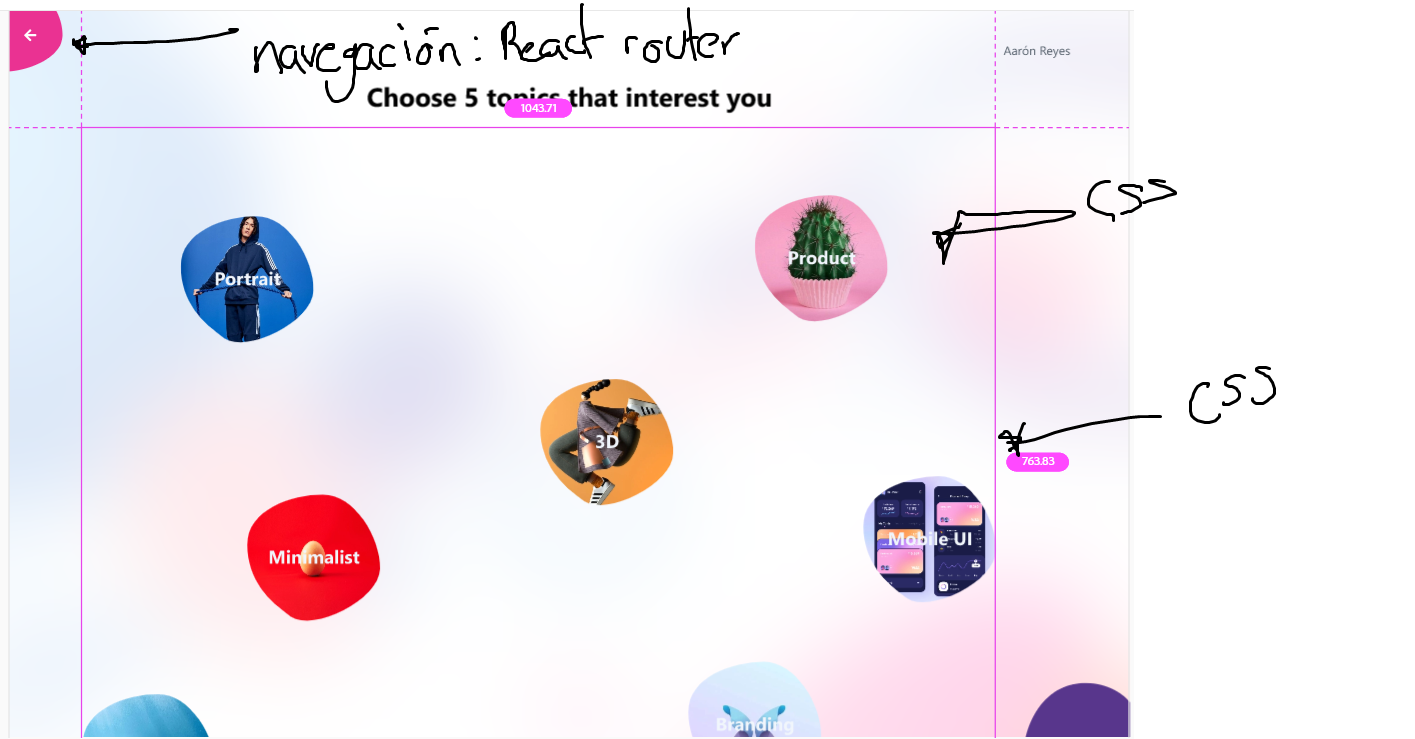 navegación: React router
Aarón Reyes
Choose 5 topics that interest you
1043.71
CSS
Product
Portrait
CSS
3D
763.83
Mobile UI
Minimalist
Branding